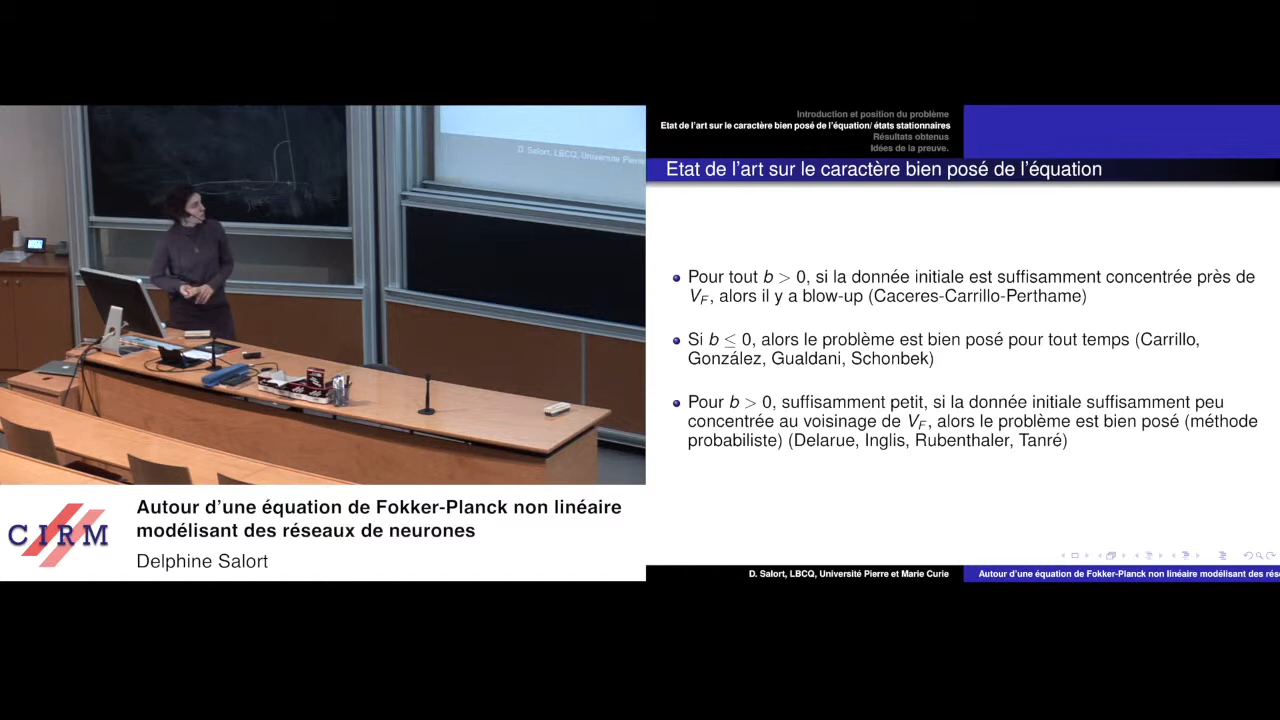 D. Salort, LBCQ, Université Pierre
CIRM
Autour d'une équation de Fokker-Planck non linéaire
modélisant des réseaux de neurones
Delphine Salort
Introduction et position du problème
Etat de l'art sur le caractère bien posé de l'équation/ états stationnaires
Résultats obtenus
Idées de la preuve.
Etat de l'art sur le caractère bien posé de l'équation
Pour tout b > 0, si la donnée initiale est suffisamment concentrée près de
V_F, alors il y a blow-up (Caceres-Carrillo-Perthame)
Si b ≤ 0, alors le problème est bien posé pour tout temps (Carrillo,
González, Gualdani, Schonbek)
Pour b > 0, suffisamment petit, si la donnée initiale suffisamment peu
concentrée au voisinage de V_F, alors le problème est bien posé (méthode
probabiliste) (Delarue, Inglis, Rubenthaler, Tanré)
D. Salort, LBCQ, Université Pierre et Marie Curie
Autour d'une équation de Fokker-Planck non linéaire modélisant des rés